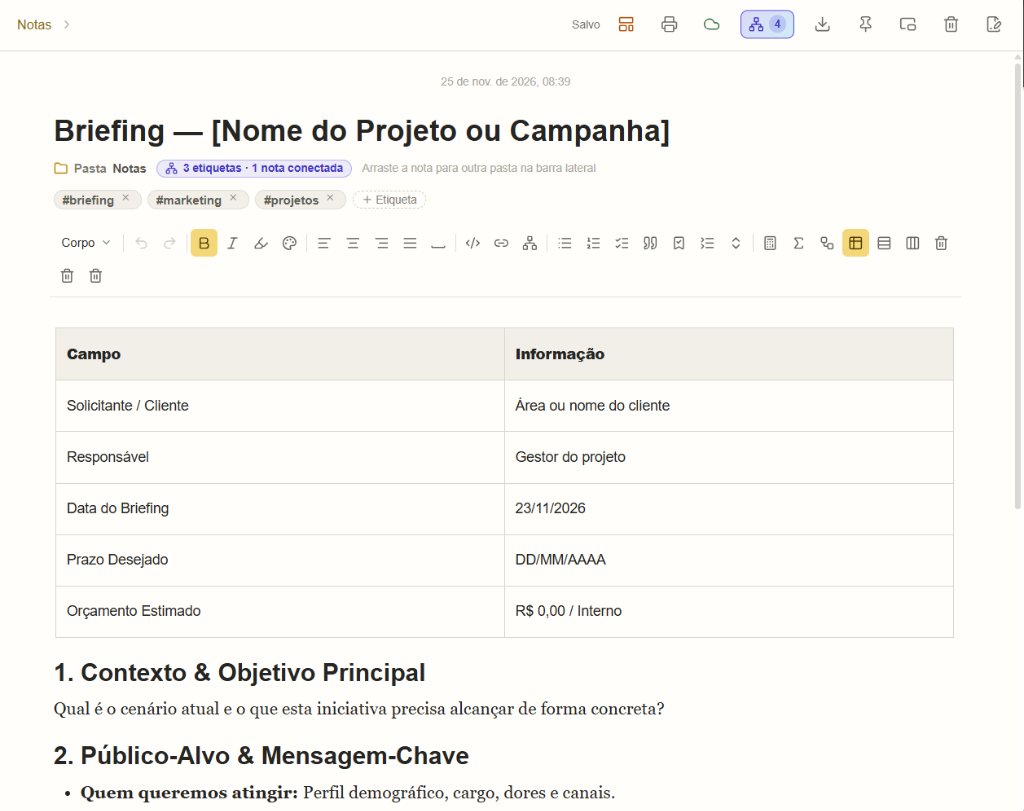 Notas
Salvo
4
25 de nov. de 2026, 08:39
Briefing — [Nome do Projeto ou Campanha]
Pasta Notas 3 etiquetas · 1 nota conectada Arraste a nota para outra pasta na barra lateral
#briefing × #marketing × #projetos × + Etiqueta
Corpo
Campo Informação
Solicitante / Cliente Área ou nome do cliente
Responsável Gestor do projeto
Data do Briefing 23/11/2026
Prazo Desejado DD/MM/AAAA
Orçamento Estimado R$ 0,00 / Interno
1. Contexto & Objetivo Principal
Qual é o cenário atual e o que esta iniciativa precisa alcançar de forma concreta?
2. Público-Alvo & Mensagem-Chave
• Quem queremos atingir: Perfil demográfico, cargo, dores e canais.